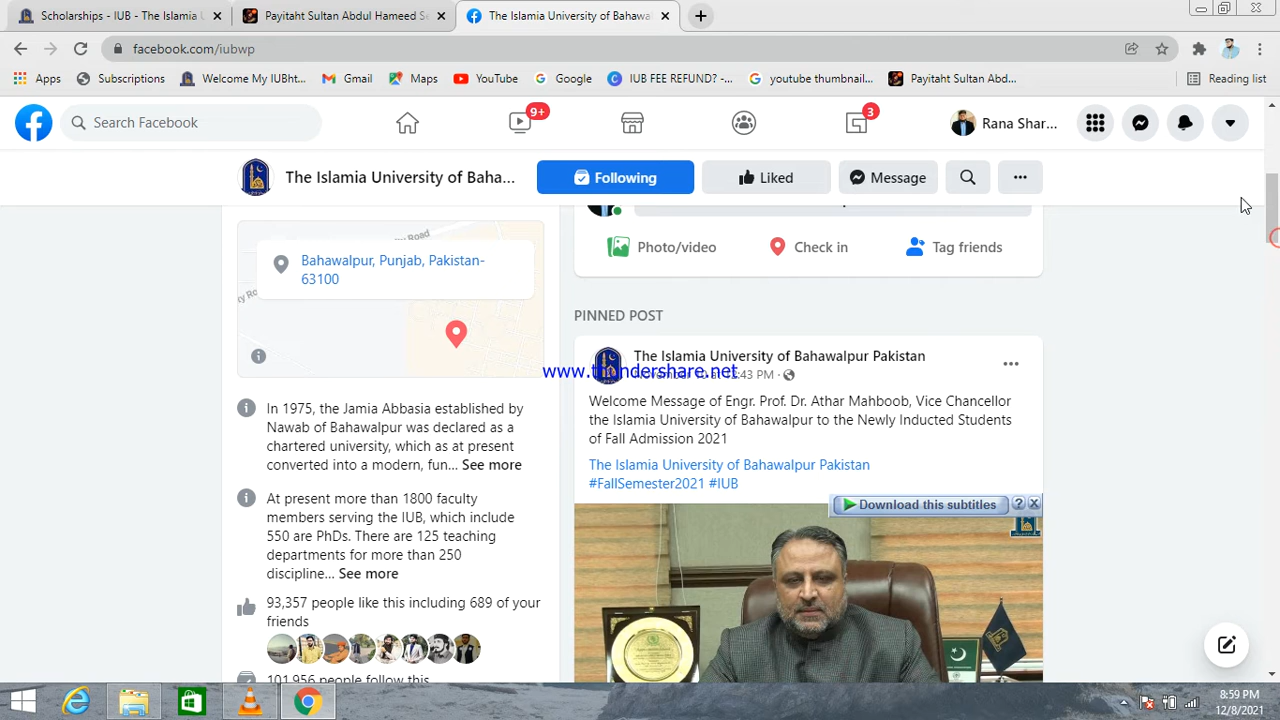 Scholarships - IUB - The Islamia U
Payitaht Sultan Abdul Hameed Se
The Islamia University of Bahawal
facebook.com/iubwp
Apps
Subscriptions
Welcome My IUBht...
Gmail
Maps
YouTube
Google
IUB FEE REFUND? -...
youtube thumbnail...
Payitaht Sultan Abd...
Reading list
Search Facebook
9+
3
Rana Shar...
The Islamia University of Baha...
Following
Liked
Message
Photo/video
Check in
Tag friends
Bahawalpur, Punjab, Pakistan-
63100
In 1975, the Jamia Abbasia established by
Nawab of Bahawalpur was declared as a
chartered university, which as at present
converted into a modern, fun... See more
At present more than 1800 faculty
members serving the IUB, which include
550 are PhDs. There are 125 teaching
departments for more than 250
discipline... See more
93,357 people like this including 689 of your
friends
101,956 people follow this
PINNED POST
The Islamia University of Bahawalpur Pakistan
www.thundershare.net
Welcome Message of Engr. Prof. Dr. Athar Mahboob, Vice Chancellor
the Islamia University of Bahawalpur to the Newly Inducted Students
of Fall Admission 2021
The Islamia University of Bahawalpur Pakistan
#FallSemester2021 #IUB
Download this subtitles
8:59 PM
12/8/2021